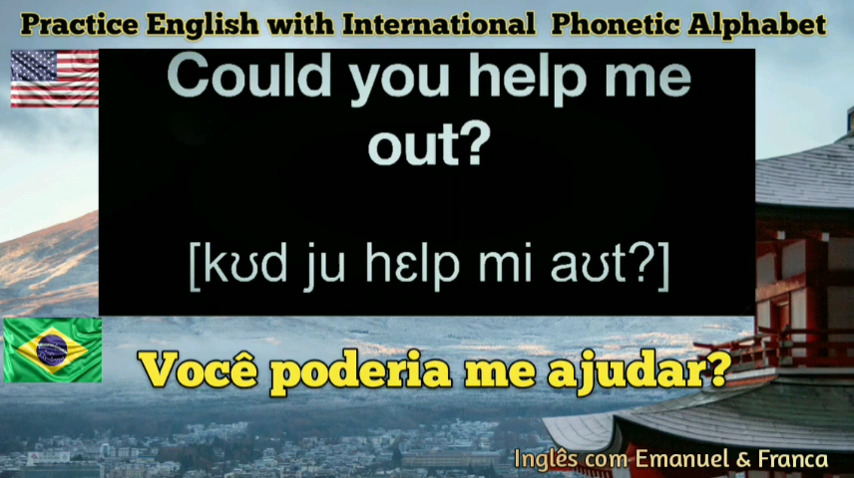 Practice English with International Phonetic Alphabet
Could you help me
out?
[kʊd ju hɛlp mi aʊt?]
Você poderia me ajudar?
Inglês com Emanuel & Franca